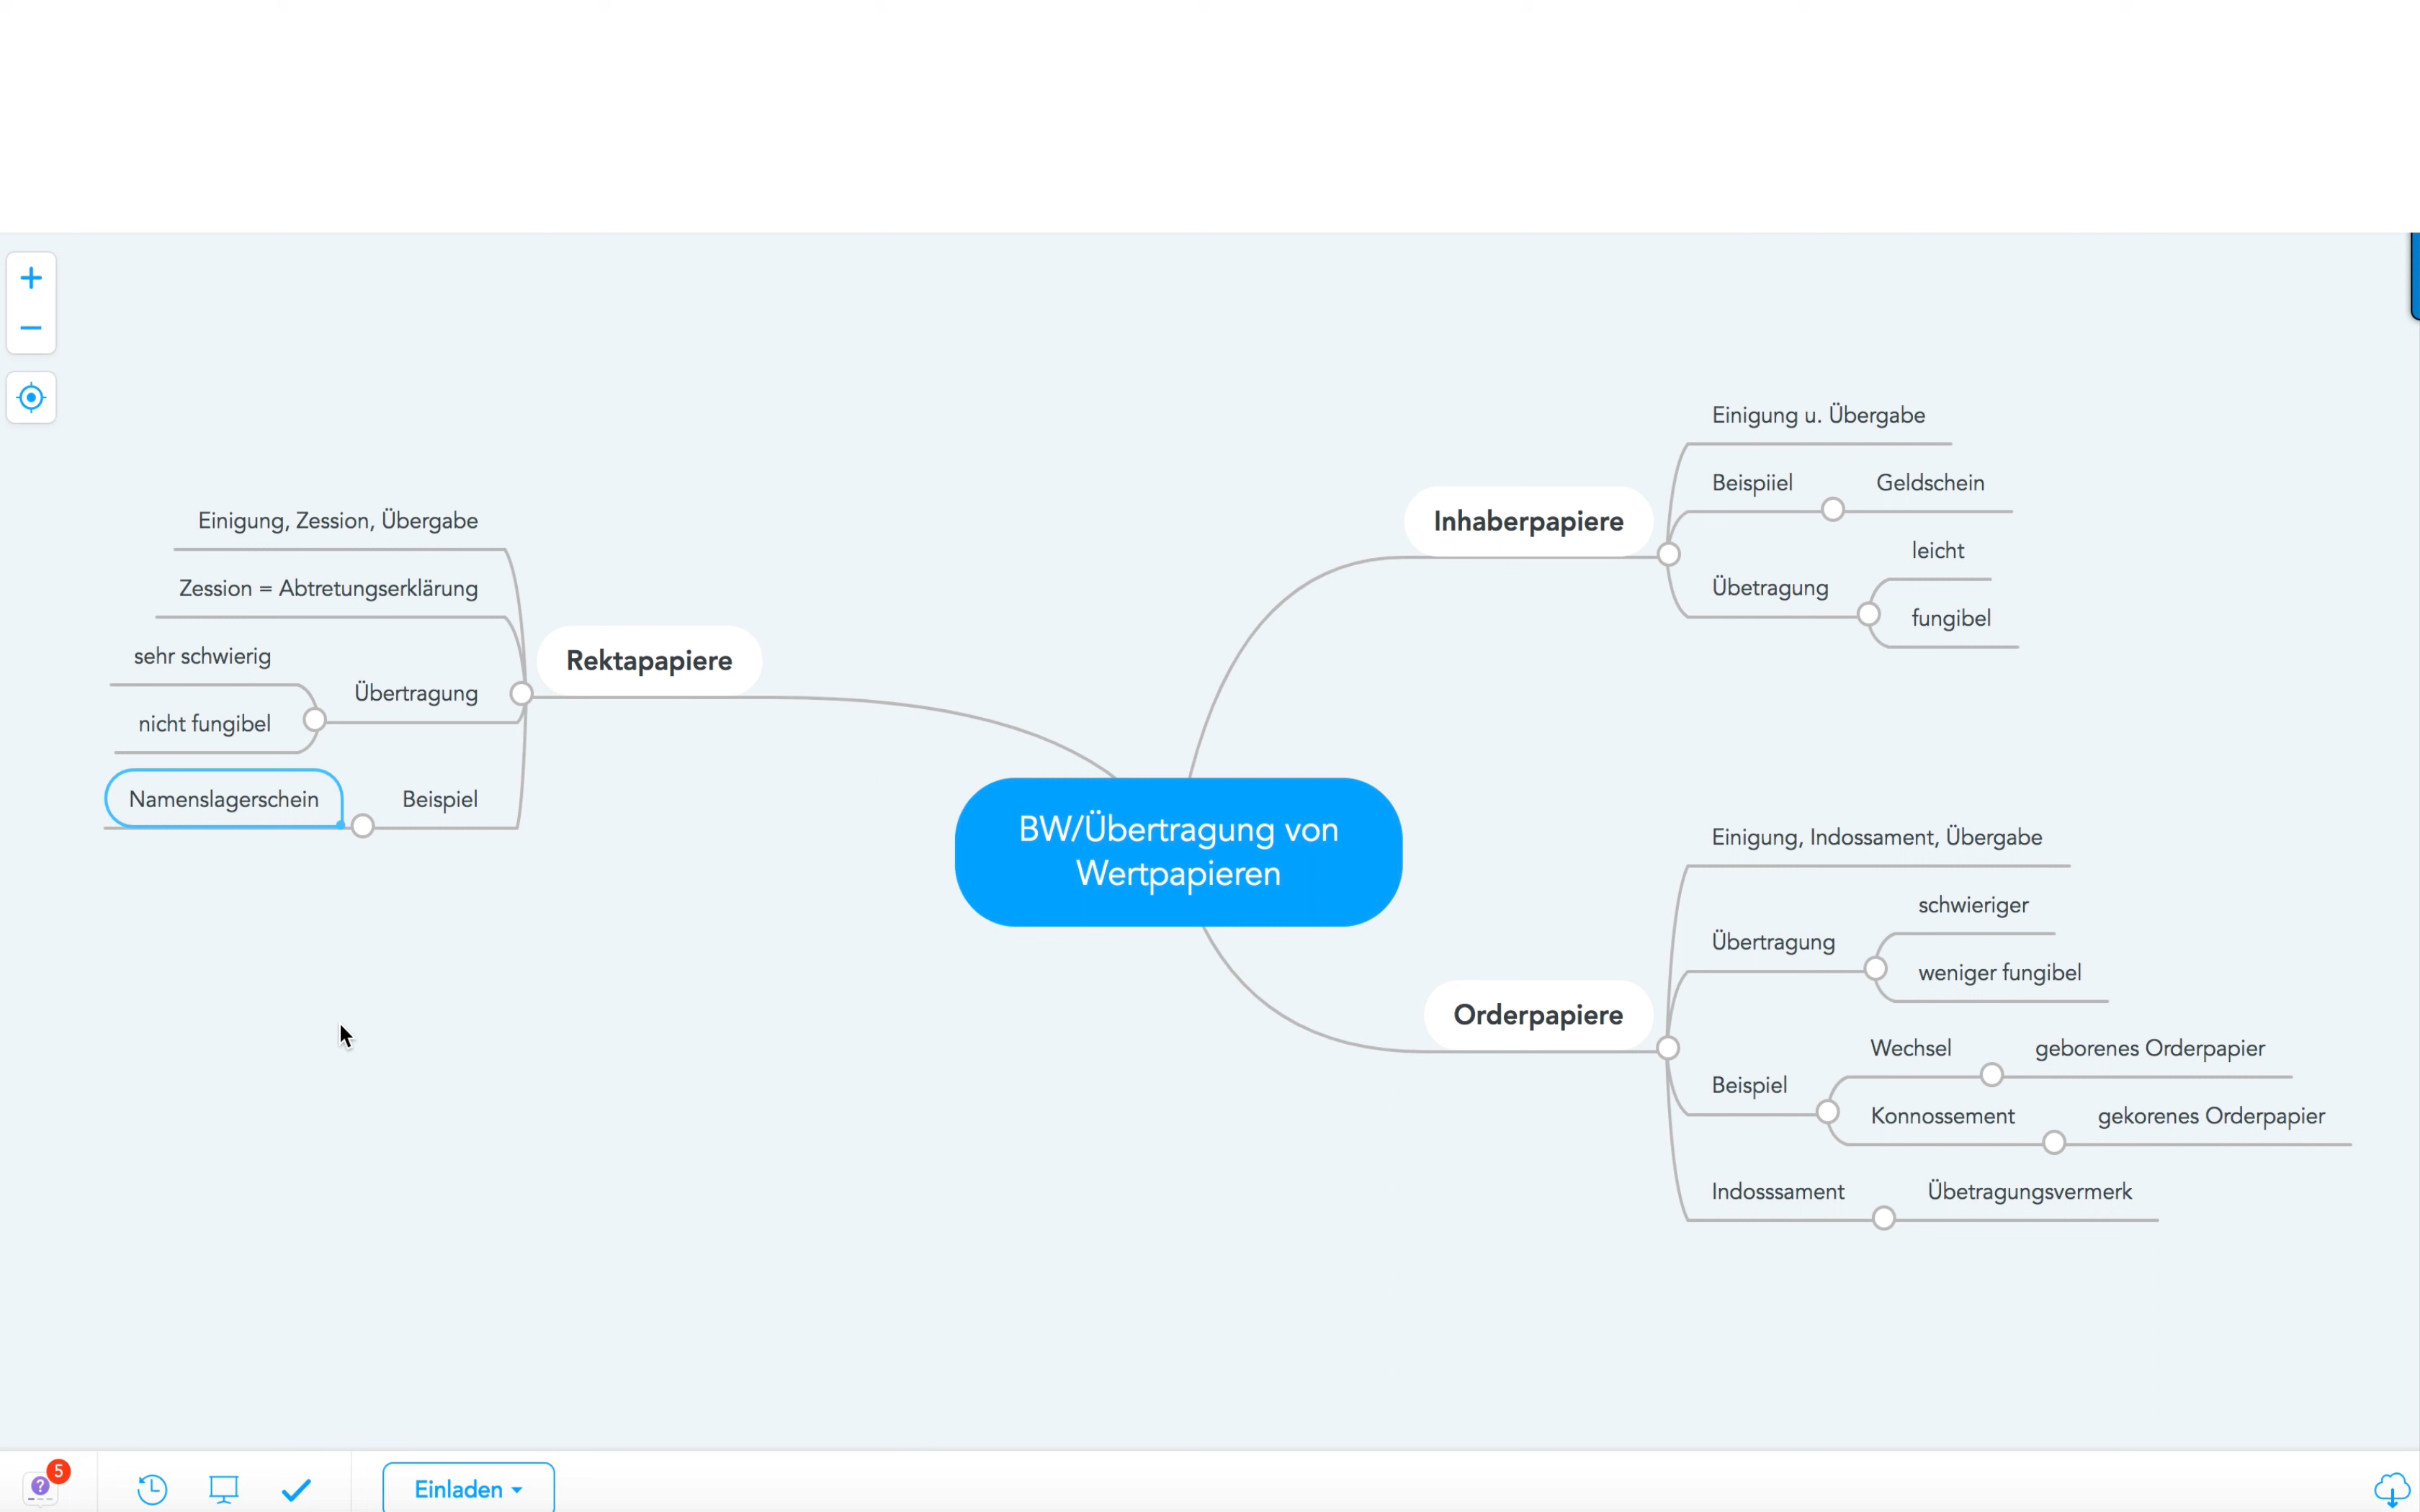 Einigung, Zession, Übergabe
Zession = Abtretungserklärung
sehr schwierig
nicht fungibel
Übertragung
Namenslagerschein
Beispiel
Rektapapiere
BW/Übertragung von
Wertpapieren
Inhaberpapiere
Einigung u. Übergabe
Beispiiel
Geldschein
Übetragung
leicht
fungibel
Orderpapiere
Einigung, Indossament, Übergabe
Übertragung
schwieriger
weniger fungibel
Beispiel
Wechsel
geborenes Orderpapier
Konnossement
gekorenes Orderpapier
Indosssament
Übetragungsvermerk
?
5
Einladen